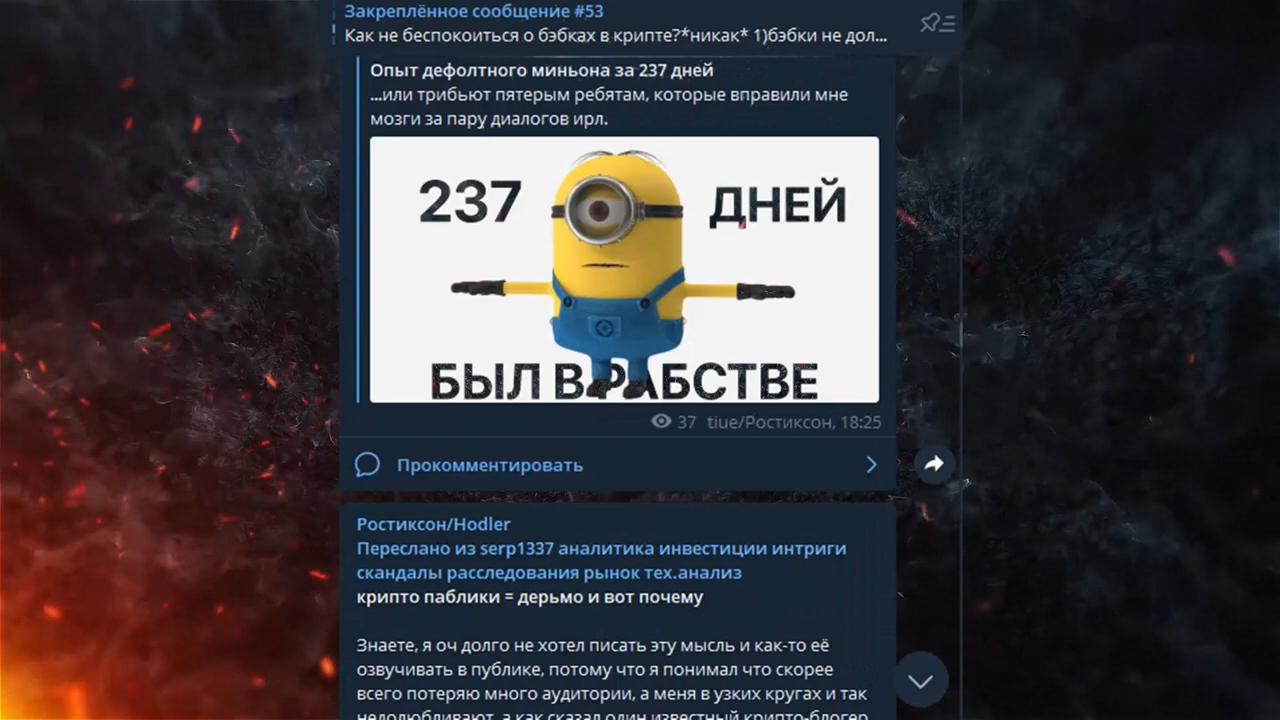 Закреплённое сообщение #53
Как не беспокоиться о бэбках в крипте?*никак* 1)бэбки не дол...
Опыт дефолтного миньона за 237 дней
...или трибьют пятерым ребятам, которые вправили мне
мозги за пару диалогов ирл.
237 ДНЕЙ
БЫЛ В РАБСТВЕ
37 tiue/Ростиксон, 18:25
Прокомментировать
Ростиксон/Hodler
Переслано из serp1337 аналитика инвестиции интриги
скандалы расследования рынок тех.анализ
крипто паблики = дерьмо и вот почему
Знаете, я оч долго не хотел писать эту мысль и как-то её
озвучивать в публике, потому что я понимал что скорее
всего потеряю много аудитории, а меня в узких кругах и так
недолюбливают, а как сказал один известный крипто-блогер